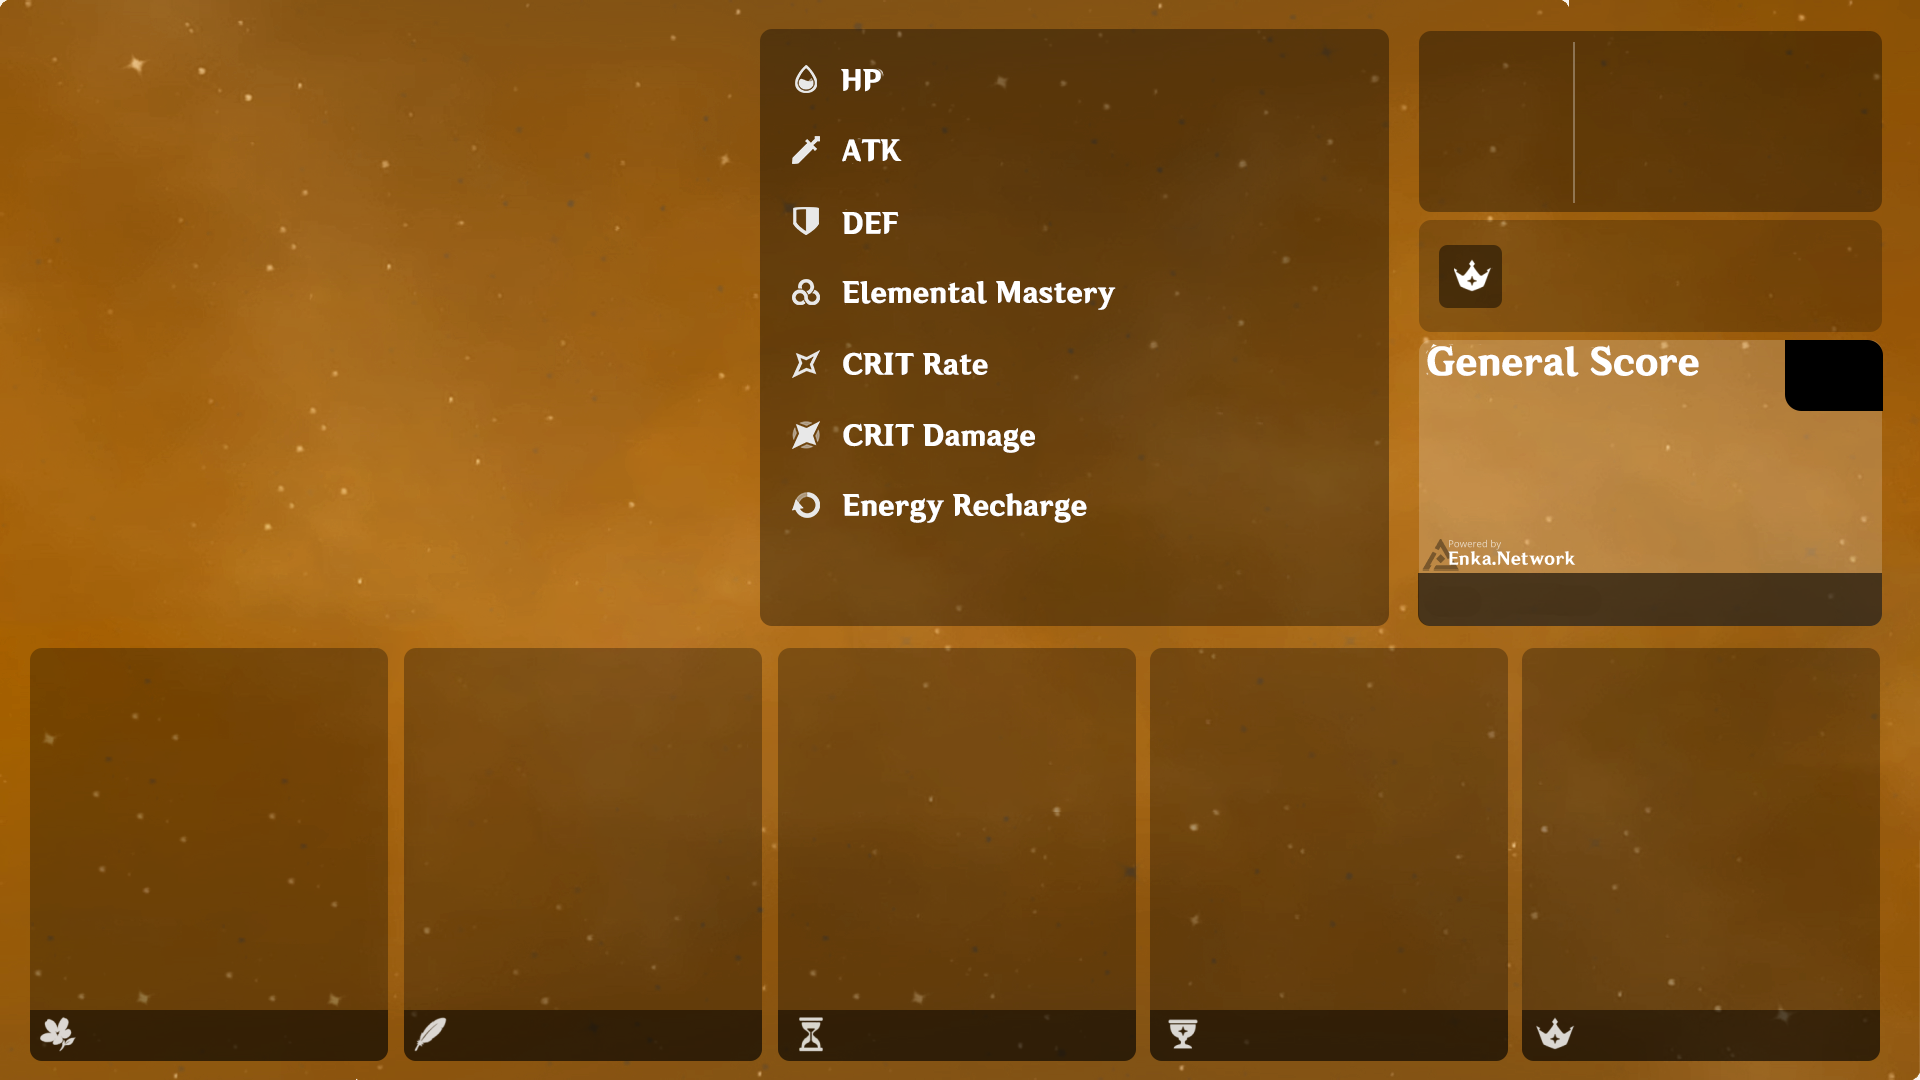 HP
ATK
DEF
Elemental Mastery
CRIT Rate
CRIT Damage
Energy Recharge
General Score
Powered by
Enka.Network